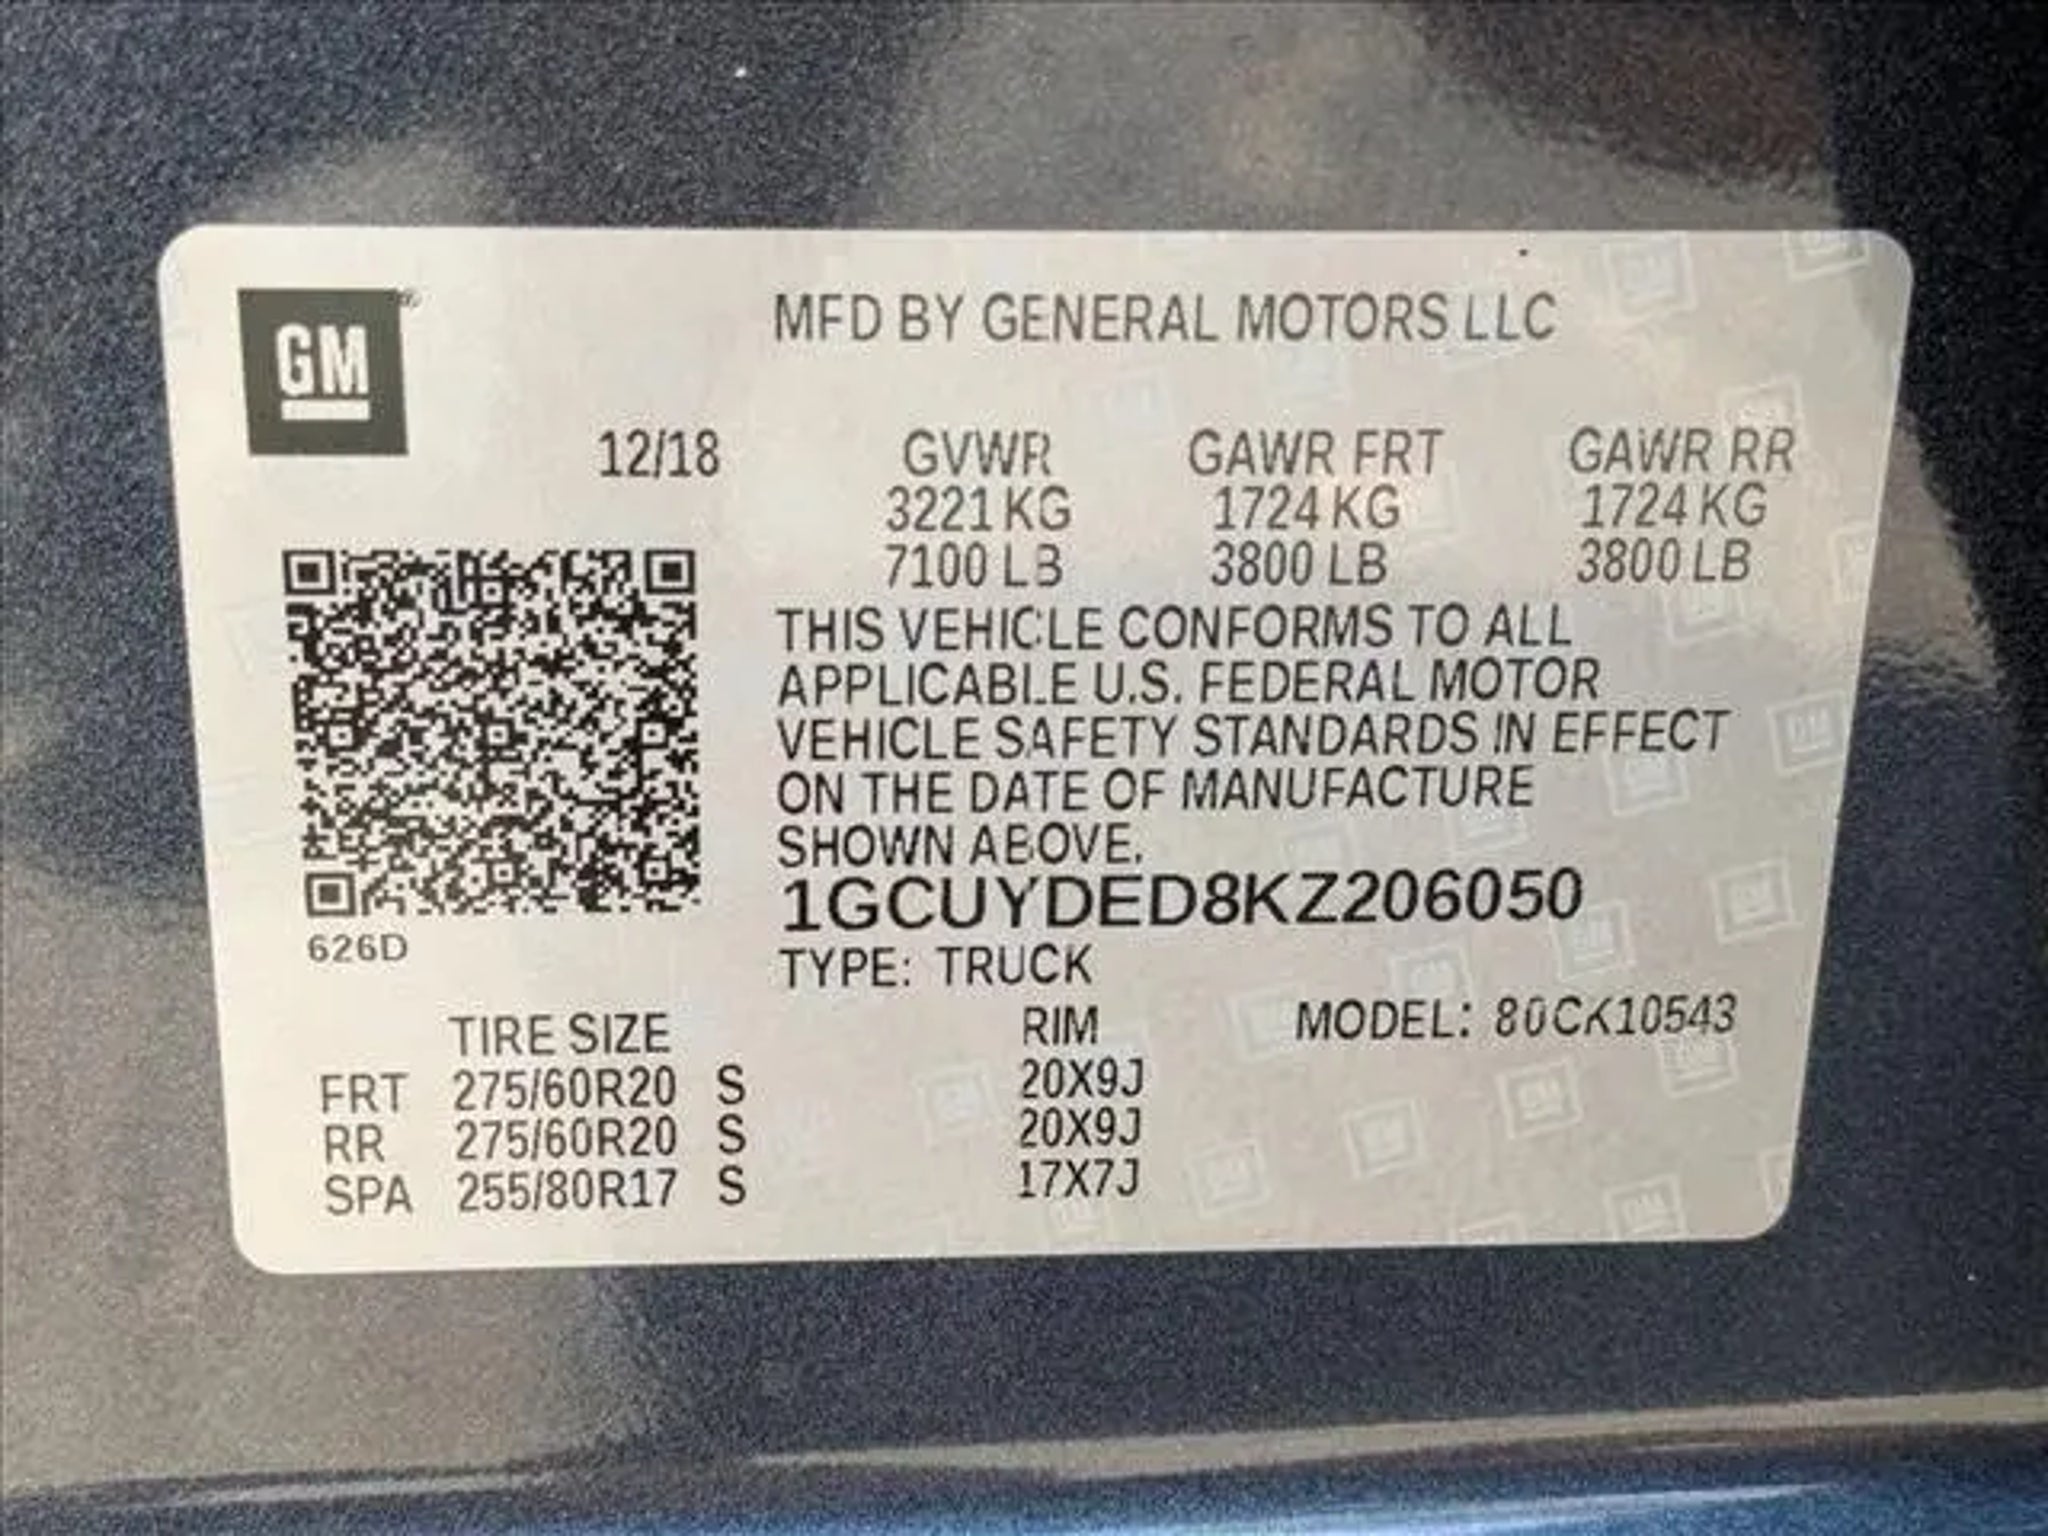 GM
MFD BY GENERAL MOTORS LLC
12/18 GVWR GAWR FRT GAWR RR
3221 KG 1724 KG 1724 KG
7100 LB 3800 LB 3800 LB
THIS VEHICLE CONFORMS TO ALL
APPLICABLE U.S. FEDERAL MOTOR
VEHICLE SAFETY STANDARDS IN EFFECT
ON THE DATE OF MANUFACTURE
SHOWN ABOVE.
1GCUYDED8KZ206050
626D
TYPE: TRUCK
TIRE SIZE RIM MODEL: 80CK10543
FRT 275/60R20 S 20X9J
RR 275/60R20 S 20X9J
SPA 255/80R17 S 17X7J